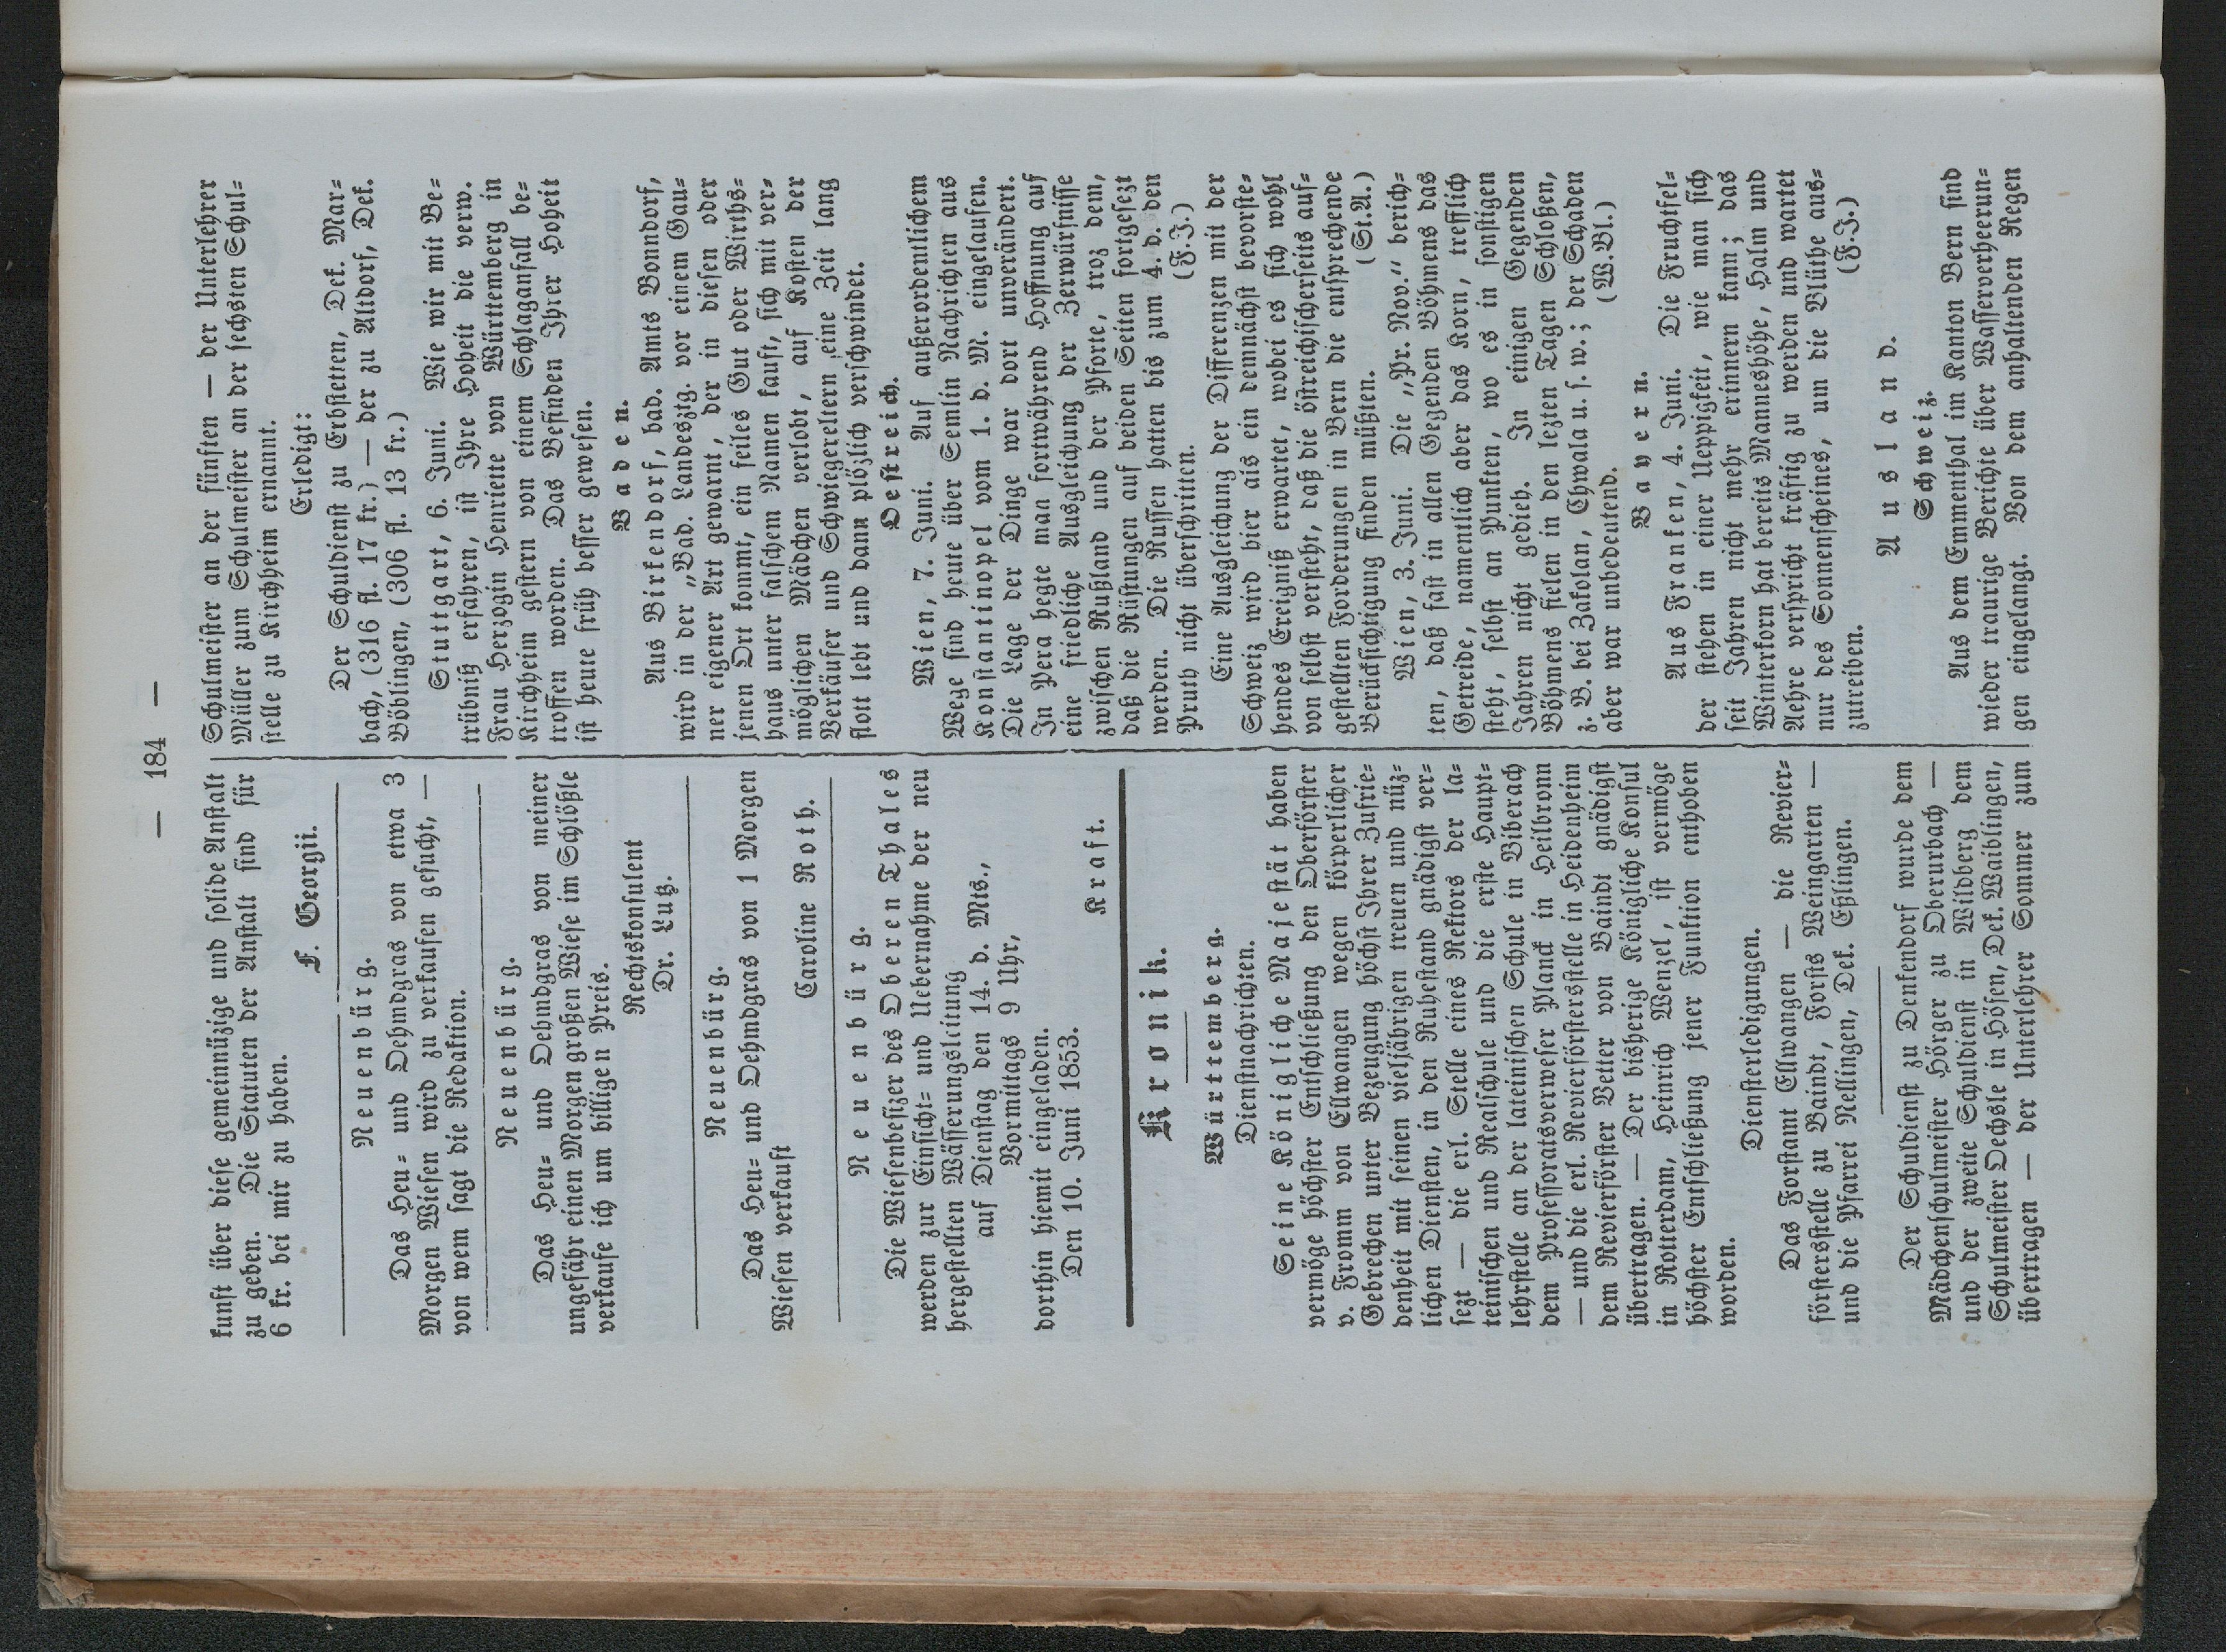 — 184 —
kunft über diese gemeinnüzige und solide Anstalt
zu geben. Die Statuten der Anstalt sind für
6 kr. bei mir zu haben.
F. Georgii.
Neuenbürg.
Das Heu= und Oehmdgras von etwa 3
Morgen Wiesen wird zu verkaufen gesucht, —
von wem sagt die Redaktion.
Neuenbürg.
Das Heu= und Oehmdgras von meiner
ungefähr einen Morgen großen Wiese im Schlößle
verkaufe ich um billigen Preis.
Rechtskonsulent
Dr. Lutz.
Neuenbürg.
Das Heu= und Oehmdgras von 1 Morgen
Wiesen verkauft
Caroline Roth.
Neuenbürg.
Die Wiesenbesizer des Oberen Thales
werden zur Einsicht= und Uebernahme der neu
hergestellten Wässerungsleitung
auf Dienstag den 14. d. Mts.,
Vormittags 9 Uhr,
dorthin hiemit eingeladen.
Den 10. Juni 1853.
Kraft.
Kronik.
Württemberg.
Dienstnachrichten.
Seine Königliche Majestät haben
vermöge höchster Entschließung den Oberförster
v. Fromm von Ellwangen wegen körperlicher
Gebrechen unter Bezeugung höchst Ihrer Zufrie=
denheit mit seinen vieljährigen treuen und nüz=
lichen Diensten, in den Ruhestand gnädigst ver=
sezt — die erl. Stelle eines Rektors der la=
teinischen und Realschule und die erste Haupt=
lehrstelle an der lateinischen Schule in Biberach
dem Professoratsverweser Planck in Heilbronn
— und die erl. Revierförstersstelle in Heidenheim
dem Revierförster Vetter von Baindt gnädigst
übertragen. — Der bisherige Königliche Konsul
in Rotterdam, Heinrich Wenzel, ist vermöge
höchster Entschließung jener Funktion enthoben
worden.
Diensterledigungen.
Das Forstamt Ellwangen — die Revier=
förstersstelle zu Baindt, Forsts Weingarten —
und die Pfarrei Nellingen, Dek. Eßlingen.
Der Schuldienst zu Denkendorf wurde dem
Mädchenschulmeister Hörger zu Oberurbach —
und der zweite Schuldienst in Wildberg dem
Schulmeister Oechsle in Höfen, Dek. Waiblingen,
übertragen — der Unterlehrer Sommer zum
Schulmeister an der fünften — der Unterlehrer
Müller zum Schulmeister an der sechsten Schul=
stelle zu Kirchheim ernannt.
Erledigt:
Der Schuldienst zu Erbstetten, Dek. Mar=
bach, (316 fl. 17 kr.) — der zu Altdorf, Dek.
Böblingen, (306 fl. 13 kr.)
Stuttgart, 6. Juni. Wie wir mit Be=
trübniß erfahren, ist Ihre Hoheit die verw.
Frau Herzogin Henriette von Württemberg in
Kirchheim gestern von einem Schlaganfall be=
troffen worden. Das Befinden Ihrer Hoheit
ist heute früh besser gewesen.
Baden.
Aus Birkendorf, bad. Amts Bonndorf,
wird in der „Bad. Landesztg. vor einem Gau=
ner eigener Art gewarnt, der in diesen oder
jenen Ort kommt, ein feiles Gut oder Wirths=
haus unter falschem Namen kauft, sich mit ver=
möglichen Mädchen verlobt, auf Kosten der
Verkäufer und Schwiegereltern eine Zeit lang
flott lebt und dann plözlich verschwindet.
Oestreich.
Wien, 7. Juni. Auf außerordentlichem
Wege sind heute über Semlin Nachrichten aus
Konstantinopel vom 1. d. M. eingelaufen.
Die Lage der Dinge war dort unverändert.
In Pera hegte man fortwährend Hoffnung auf
eine friedliche Ausgleichung der Zerwürfnisse
zwischen Rußland und der Pforte, troz dem,
daß die Rüstungen auf beiden Seiten fortgesezt
werden. Die Russen hatten bis zum 4. d. den
Pruth nicht überschritten. (F.J.)
Eine Ausgleichung der Differenzen mit der
Schweiz wird hier als ein demnächst bevorste=
hendes Ereigniß erwartet, wobei es sich wohl
von selbst versteht, daß die östreichischerseits auf=
gestellten Forderungen in Bern die entsprechende
Berücksichtigung finden müßten. (St.A.)
Wien, 3. Juni. Die „Pr. Nov.“ berich=
ten, daß fast in allen Gegenden Böhmens das
Getreide, namentlich aber das Korn, trefflich
steht, selbst an Punkten, wo es in sonstigen
Jahren nicht gedieh. In einigen Gegenden
Böhmens fielen in den lezten Tagen Schloßen,
z. B. bei Zakolan, Chwala u. s. w.; der Schaden
aber war unbedeutend. (W.Bl.)
Bayern.
Aus Franken, 4. Juni. Die Fruchtfel=
der stehen in einer Ueppigkeit, wie man sich
seit Jahren nicht mehr erinnern kann; das
Winterkorn hat bereits Manneshöhe, Halm und
Aehre verspricht kräftig zu werden und wartet
nur des Sonnenscheines, um die Blüthe aus=
zutreiben. (F.J.)
Ausland.
Schweiz.
Aus dem Emmenthal im Kanton Bern sind
wieder traurige Berichte über Wasserverheerun=
gen eingelangt. Von dem anhaltenden Regen